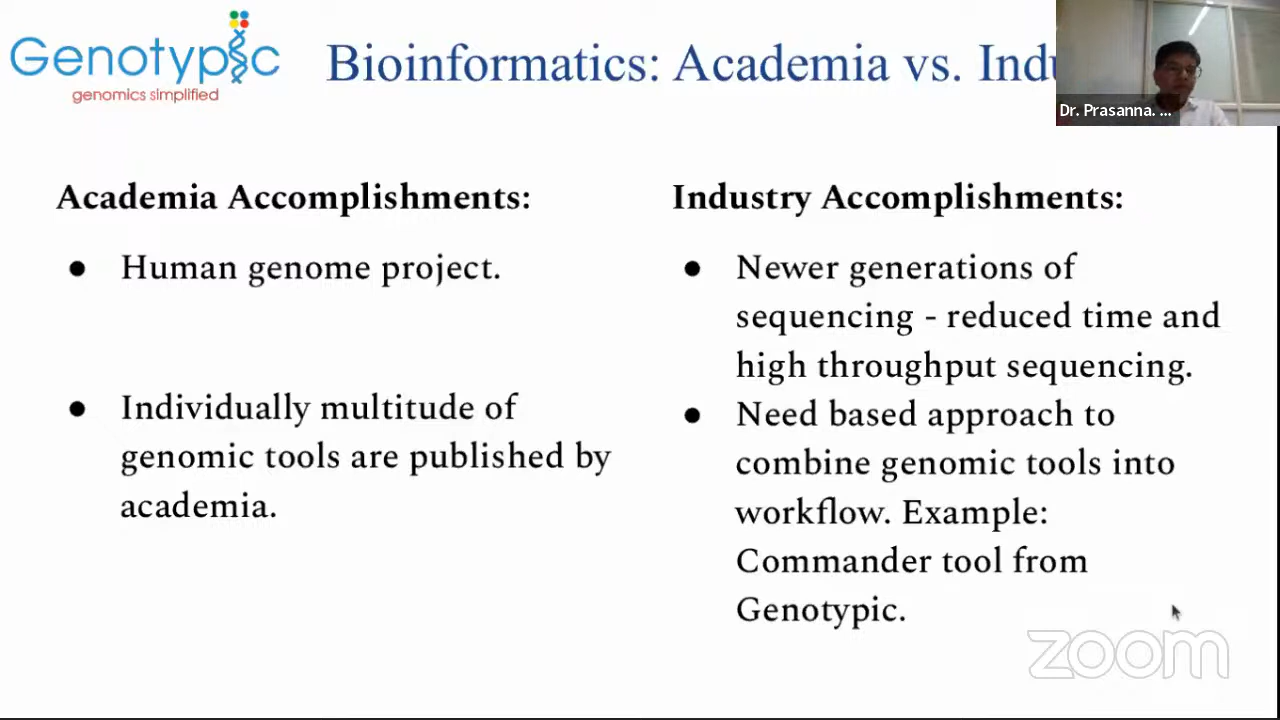 Genotypic
genomics simplified
Bioinformatics: Academia vs. Indu
Dr. Prasanna. ...
Academia Accomplishments:
● Human genome project.
● Individually multitude of
genomic tools are published by
academia.
Industry Accomplishments:
● Newer generations of
sequencing - reduced time and
high throughput sequencing.
● Need based approach to
combine genomic tools into
workflow. Example:
Commander tool from
Genotypic.
zoom